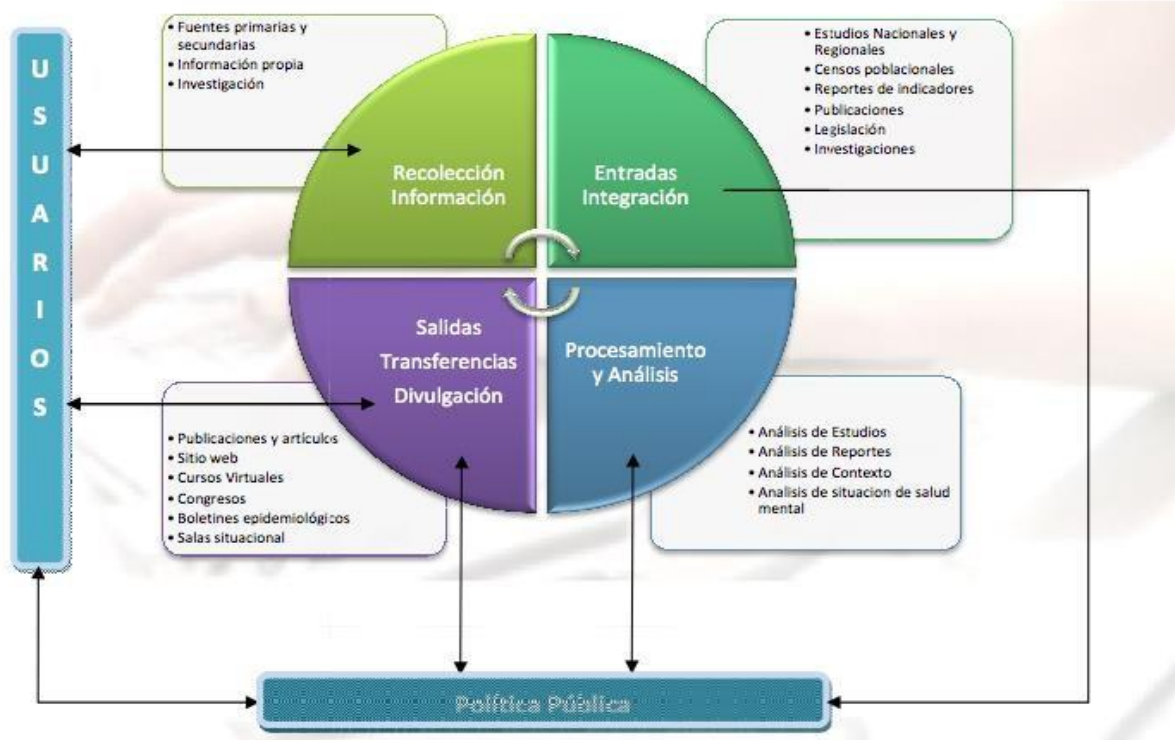 USUARIOS
• Fuentes primarias y
secundarias
• Información propia
• Investigación
• Estudios Nacionales y
Regionales
• Censos poblacionales
• Reportes de indicadores
• Publicaciones
• Legislación
• Investigaciones
Recolección
Información
Entradas
Integración
Salidas
Transferencias
Divulgación
Procesamiento
y Análisis
• Publicaciones y artículos
• Sitio web
• Cursos Virtuales
• Congresos
• Boletines epidemiológicos
• Salas situacional
• Análisis de Estudios
• Análisis de Reportes
• Análisis de Contexto
• Analisis de situacion de salud
mental
Política Pública